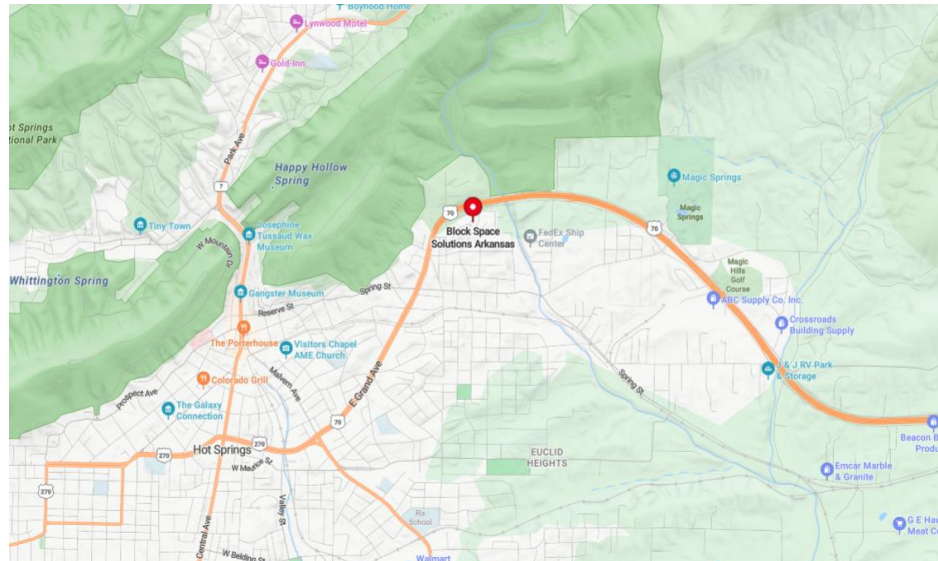 Boyhood Home
Lynwood Motel
Gold-Inn
Park Ave
ot Springs
tional Park
Happy Hollow
Spring
7
Tiny Town
Josephine
Tussaud Wax
Museum
W Mountain Dr
70
Block Space
Solutions Arkansas
FedEx Ship
Center
70
Magic Springs
Magic
Springs
Whittington Spring
Gangster Museum
Spring St
Reserve St
Magic
Hills
Golf
Course
ABC Supply Co. Inc.
Crossroads
Building Supply
The Porterhouse
Visitors Chapel
AME Church
Colorado Grill
Malvern Ave
E Grand Ave
Spring St
J & J RV Park
& Storage
Prospect Ave
The Galaxy
Connection
70
70
Beacon B
Produ
Hot Springs
270
270
270
W Maurice St
EUCLID
HEIGHTS
Emcar Marble
& Granite
Rix
School
Valley St
Central Ave
G E Hav
Meat Co
W Belding St
Walmart